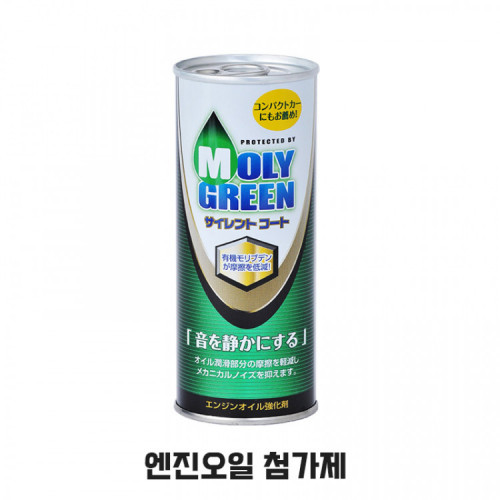 コンパクトカー
にもお薦め!
PROTECTED BY
MOLY
GREEN
サイレント コート
有機モリブデン
が摩擦を低減!
「音を静かにする」
オイル潤滑部分の摩擦を軽減し
メカニカルノイズを抑えます。
エンジンオイル強化剤
엔진오일 첨가제